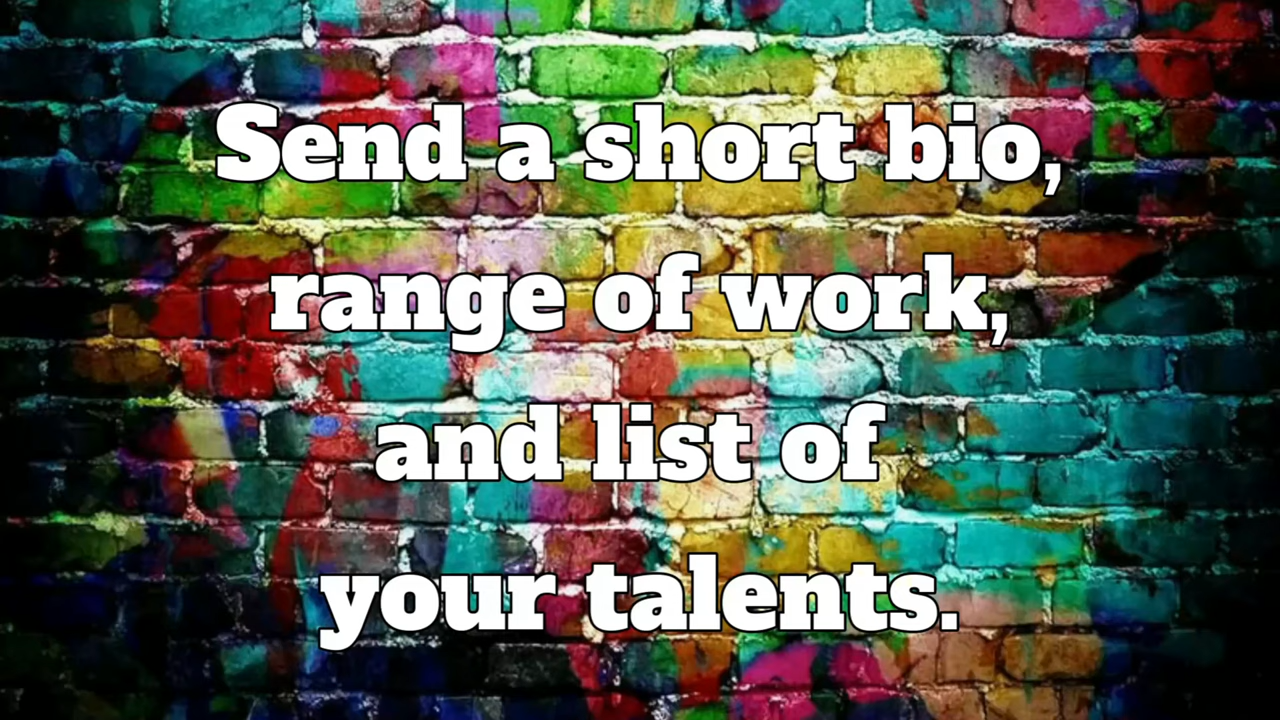 Send a short bio,
range of work,
and list of
your talents.